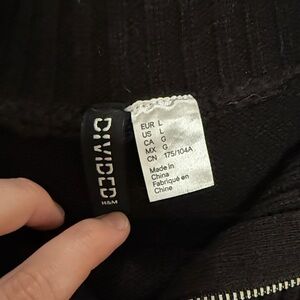 DIVIDED
H&M
EUR L
US L
CA G
MX G
CN 175/104A
Made in
China
Fabriqué en
Chine